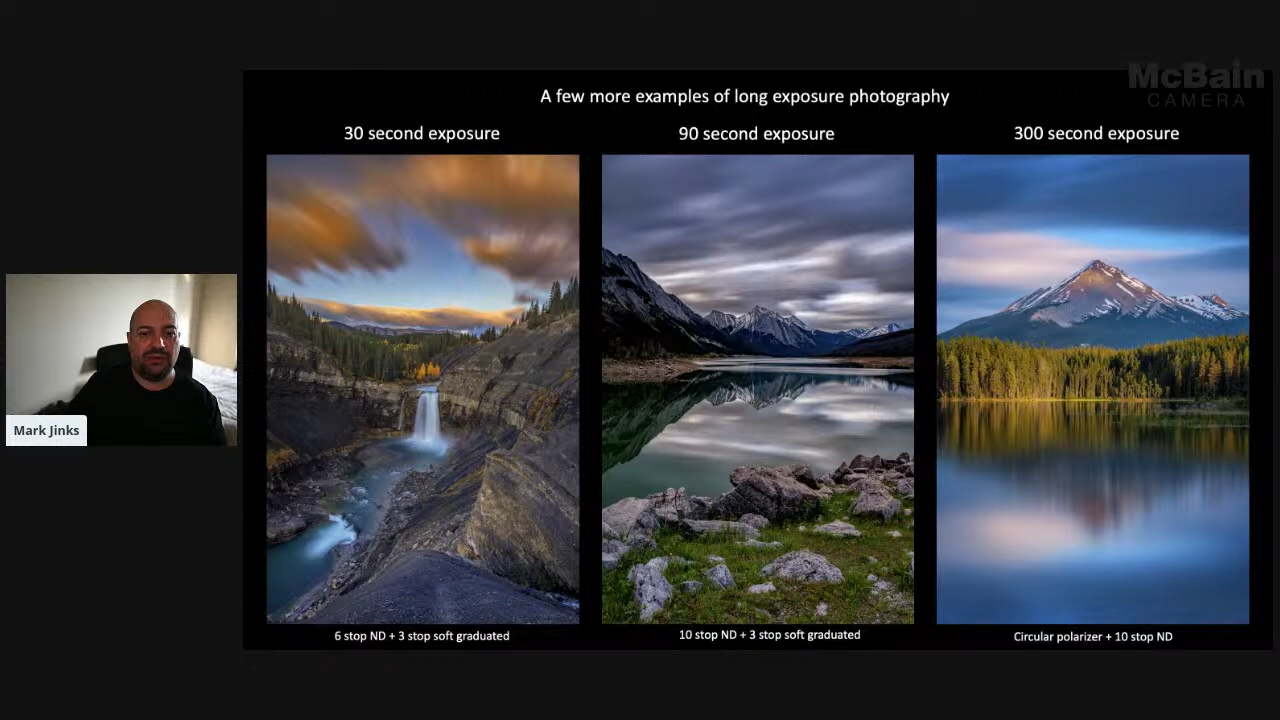 McBain
CAMERA
A few more examples of long exposure photography
30 second exposure
90 second exposure
300 second exposure
Mark Jinks
6 stop ND + 3 stop soft graduated
10 stop ND + 3 stop soft graduated
Circular polarizer + 10 stop ND